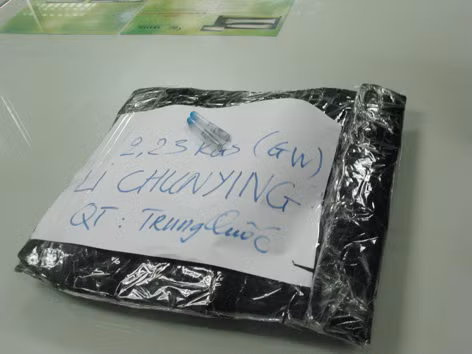 2,23 KGS (GW)
LI CHUNYING
QT : Trung Quốc